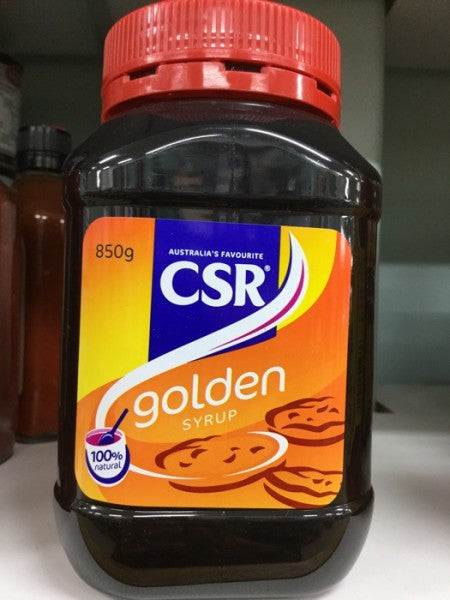 850g
AUSTRALIA'S FAVOURITE
CSR®
golden
SYRUP
100%
natural